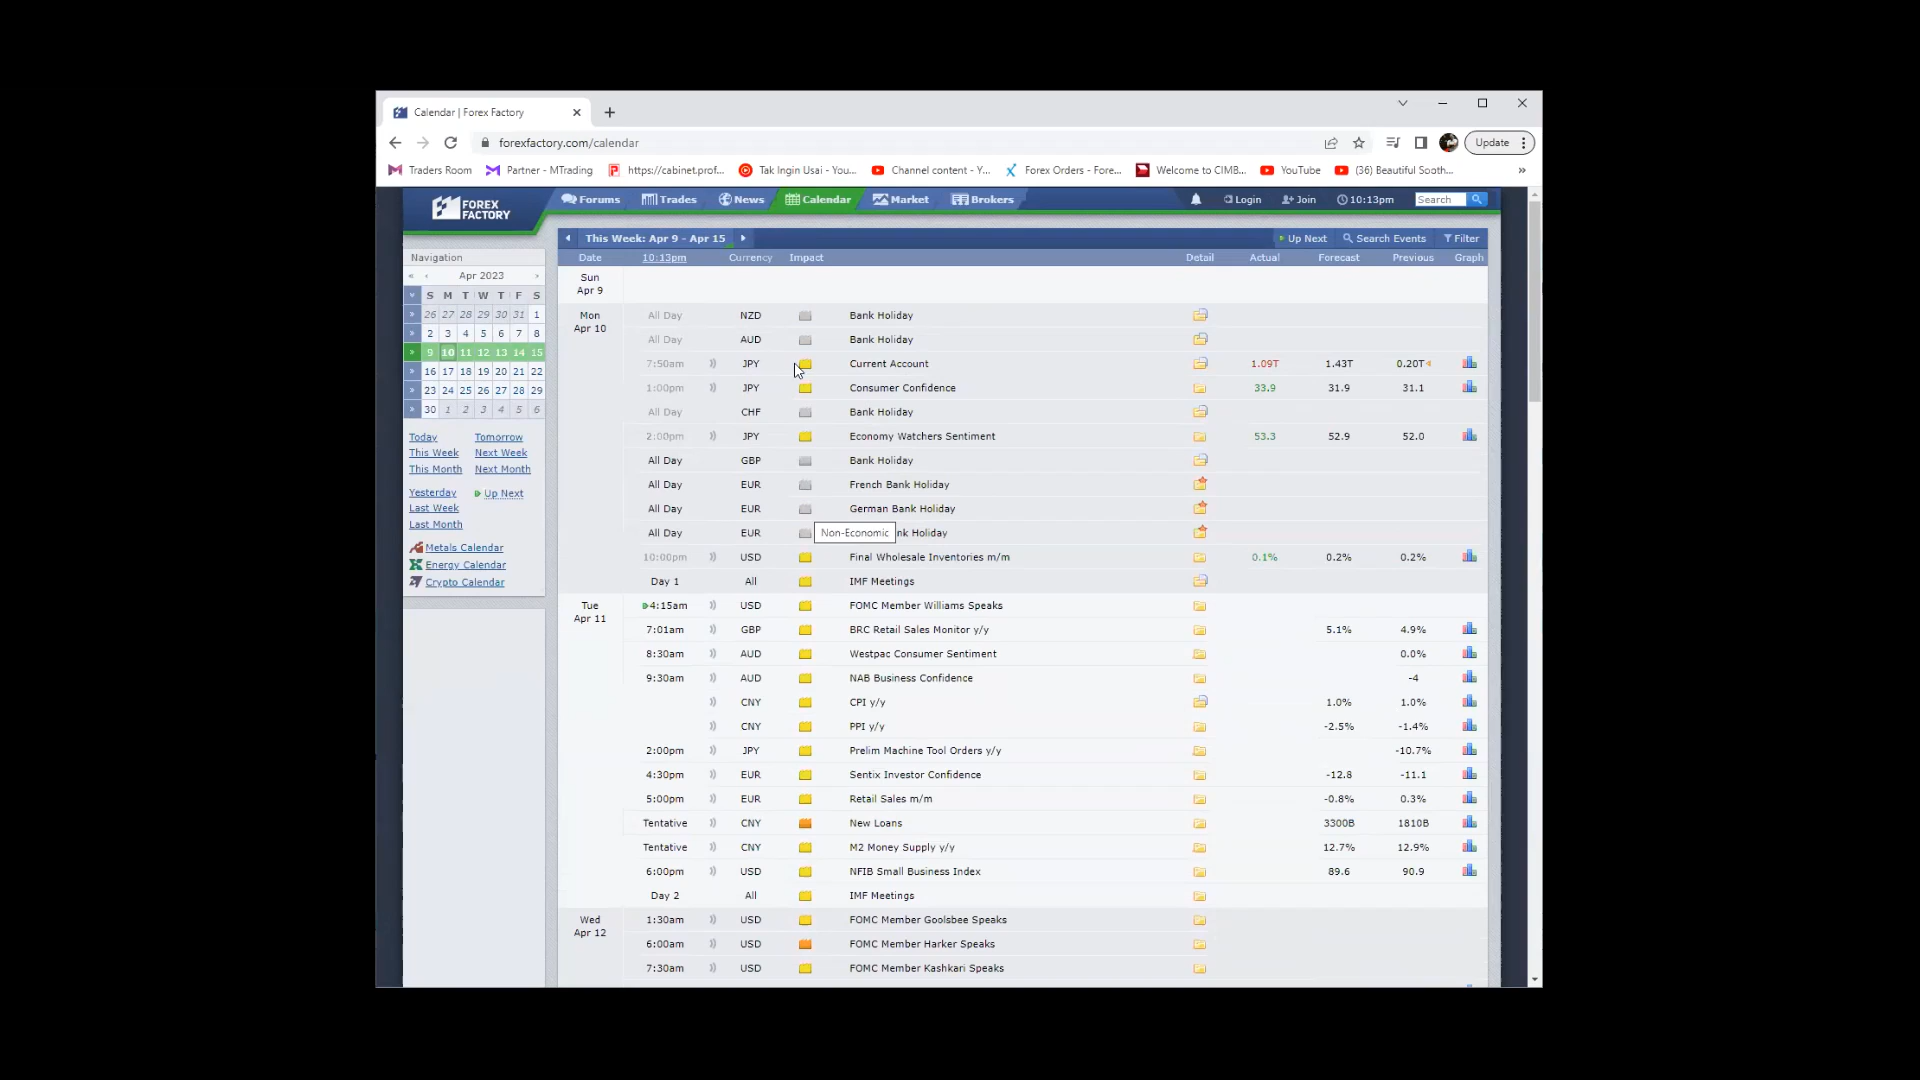 Calendar | Forex Factory
forexfactory.com/calendar
Update
Traders Room
Partner - MTrading
https://cabinet.prof...
Tak Ingin Usai - You...
Channel content - Y...
Forex Orders - Fore...
Welcome to CIMB...
YouTube
(36) Beautiful Sooth...
»
FOREX FACTORY
Forums Trades News Calendar Market Brokers
Login Join 10:13pm Search
This Week: Apr 9 - Apr 15
Up Next Search Events Filter
Date 10:13pm Currency Impact Detail Actual Forecast Previous Graph
Navigation
« ‹ Apr 2023 ›
S M T W T F S
» 26 27 28 29 30 31 1
» 2 3 4 5 6 7 8
» 9 10 11 12 13 14 15
» 16 17 18 19 20 21 22
» 23 24 25 26 27 28 29
» 30 1 2 3 4 5 6
Today Tomorrow
This Week Next Week
This Month Next Month
Yesterday Up Next
Last Week
Last Month
Metals Calendar
Energy Calendar
Crypto Calendar
Sun
Apr 9
Mon
Apr 10
All Day NZD Bank Holiday
All Day AUD Bank Holiday
7:50am JPY Current Account 1.09T 1.43T 0.20T
1:00pm JPY Consumer Confidence 33.9 31.9 31.1
All Day CHF Bank Holiday
2:00pm JPY Economy Watchers Sentiment 53.3 52.9 52.0
All Day GBP Bank Holiday
All Day EUR French Bank Holiday
All Day EUR German Bank Holiday
All Day EUR Non-Economic nk Holiday
10:00pm USD Final Wholesale Inventories m/m 0.1% 0.2% 0.2%
Day 1 All IMF Meetings
Tue
Apr 11
4:15am USD FOMC Member Williams Speaks
7:01am GBP BRC Retail Sales Monitor y/y 5.1% 4.9%
8:30am AUD Westpac Consumer Sentiment 0.0%
9:30am AUD NAB Business Confidence -4
CNY CPI y/y 1.0% 1.0%
CNY PPI y/y -2.5% -1.4%
2:00pm JPY Prelim Machine Tool Orders y/y -10.7%
4:30pm EUR Sentix Investor Confidence -12.8 -11.1
5:00pm EUR Retail Sales m/m -0.8% 0.3%
Tentative CNY New Loans 3300B 1810B
Tentative CNY M2 Money Supply y/y 12.7% 12.9%
6:00pm USD NFIB Small Business Index 89.6 90.9
Day 2 All IMF Meetings
Wed
Apr 12
1:30am USD FOMC Member Goolsbee Speaks
6:00am USD FOMC Member Harker Speaks
7:30am USD FOMC Member Kashkari Speaks